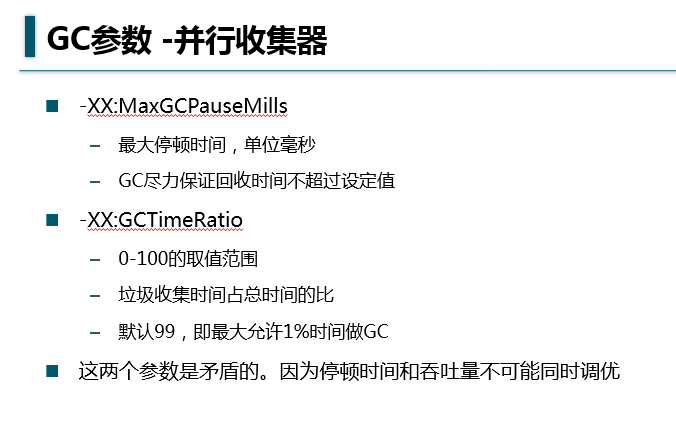 GC参数 -并行收集器
-XX:MaxGCPauseMills
– 最大停顿时间，单位毫秒
– GC尽力保证回收时间不超过设定值
-XX:GCTimeRatio
– 0-100的取值范围
– 垃圾收集时间占总时间的比
– 默认99，即最大允许1%时间做GC
这两个参数是矛盾的。因为停顿时间和吞吐量不可能同时调优